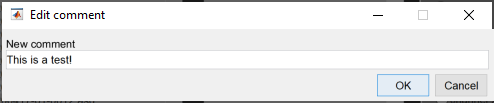 Edit comment
New comment
This is a test!
OK Cancel